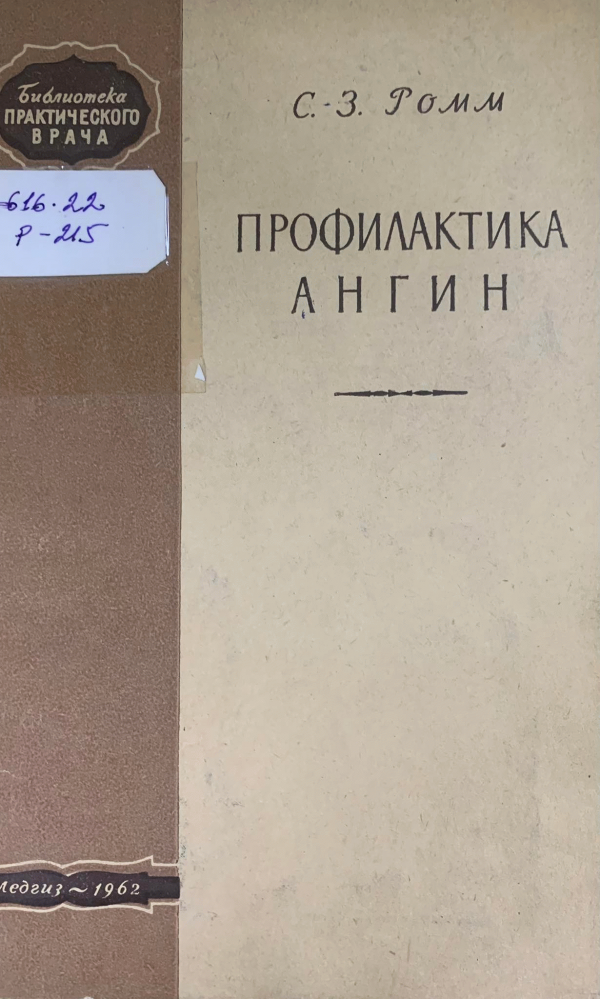 Библиотека
ПРАКТИЧЕСКОГО
ВРАЧА
616.22
Р-215
С.-З. Ромм
ПРОФИЛАКТИКА
АНГИН
Медгиз ~ 1962